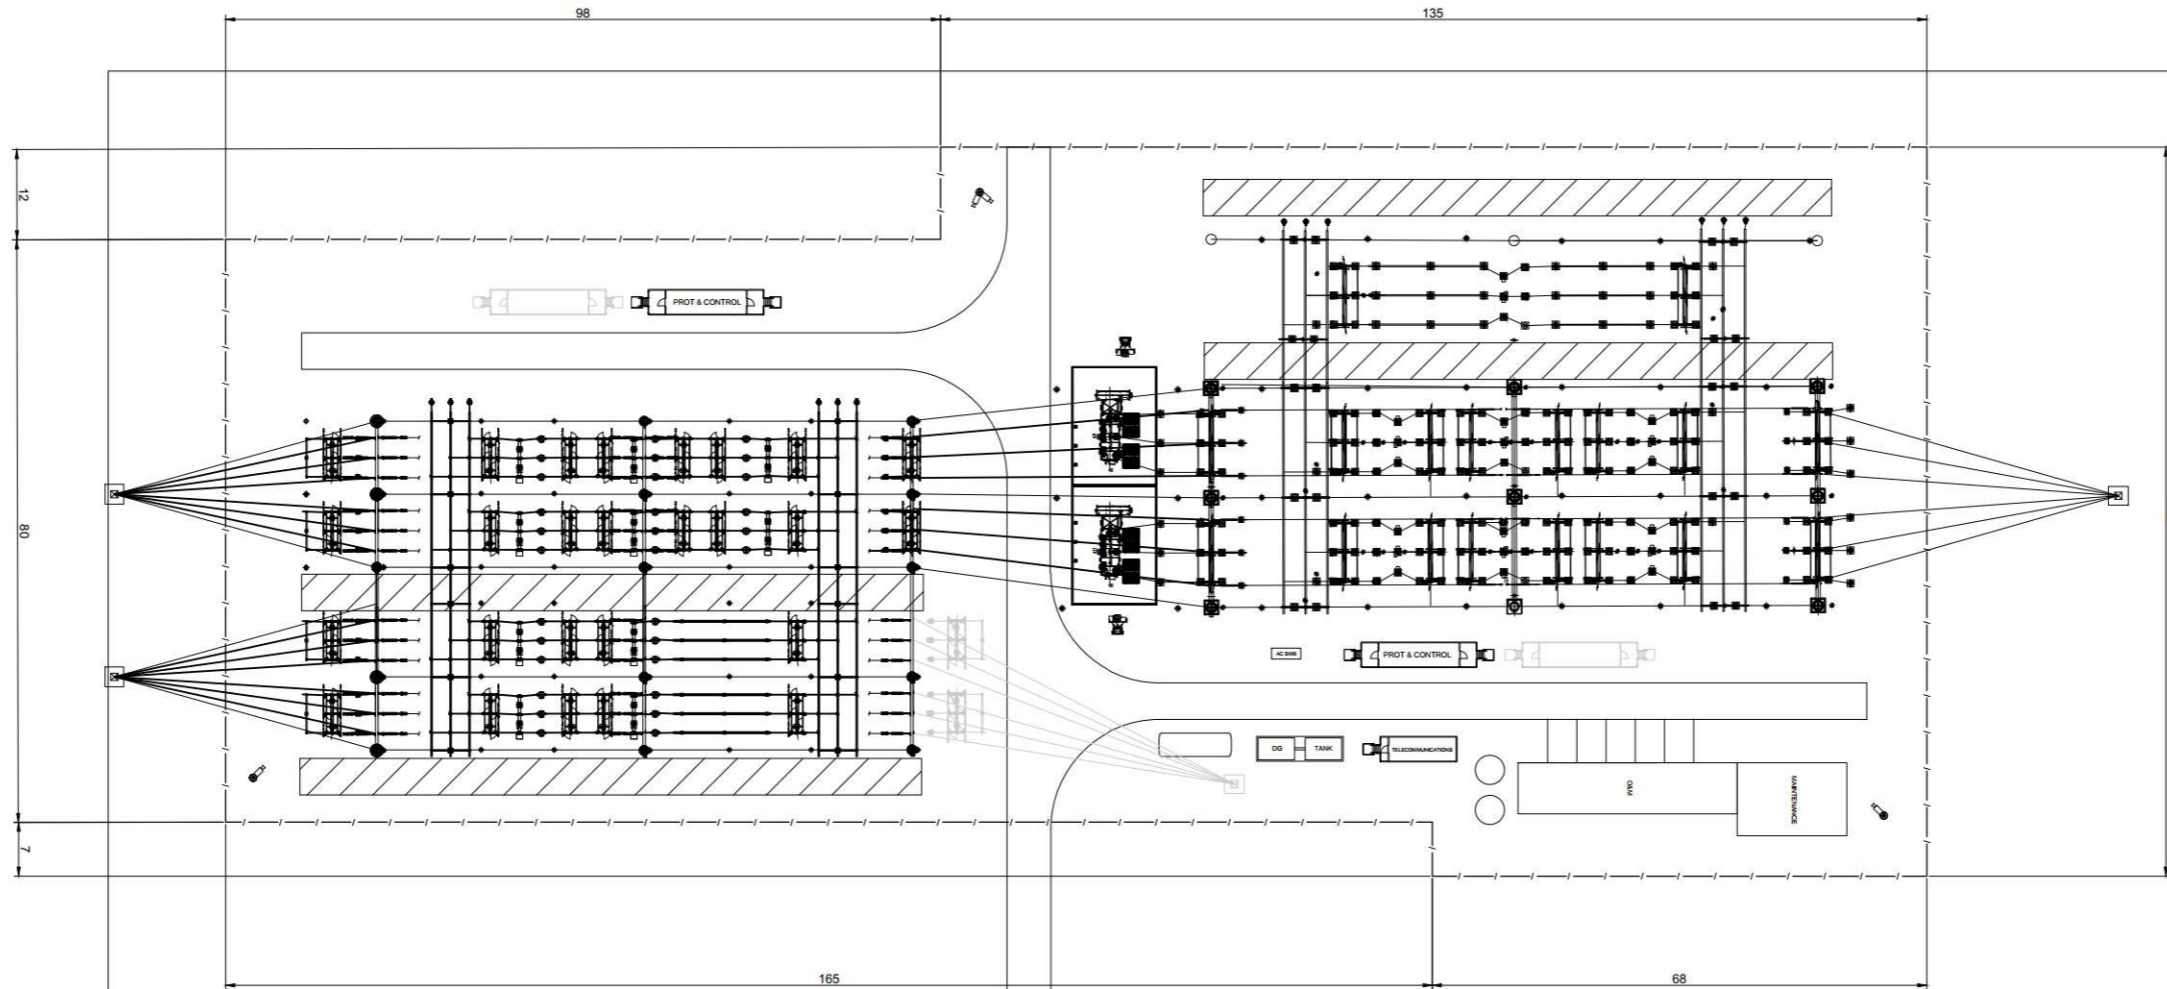 98
135
12
PROT & CONTROL
80
AC SWB
PROT & CONTROL
DG
TANK
TELECOMMUNICATIONS
O&M
MAINTENANCE
7
165
68